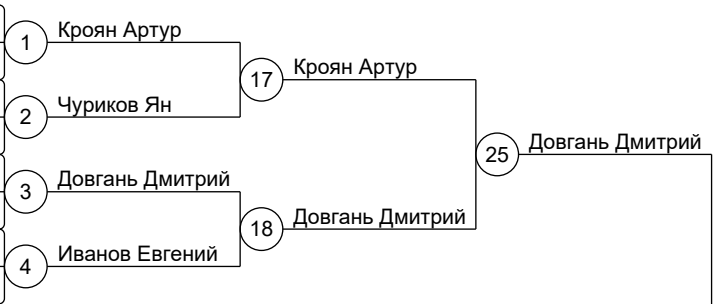 1 Кроян Артур
17 Кроян Артур
2 Чуриков Ян
25 Довгань Дмитрий
3 Довгань Дмитрий
18 Довгань Дмитрий
4 Иванов Евгений